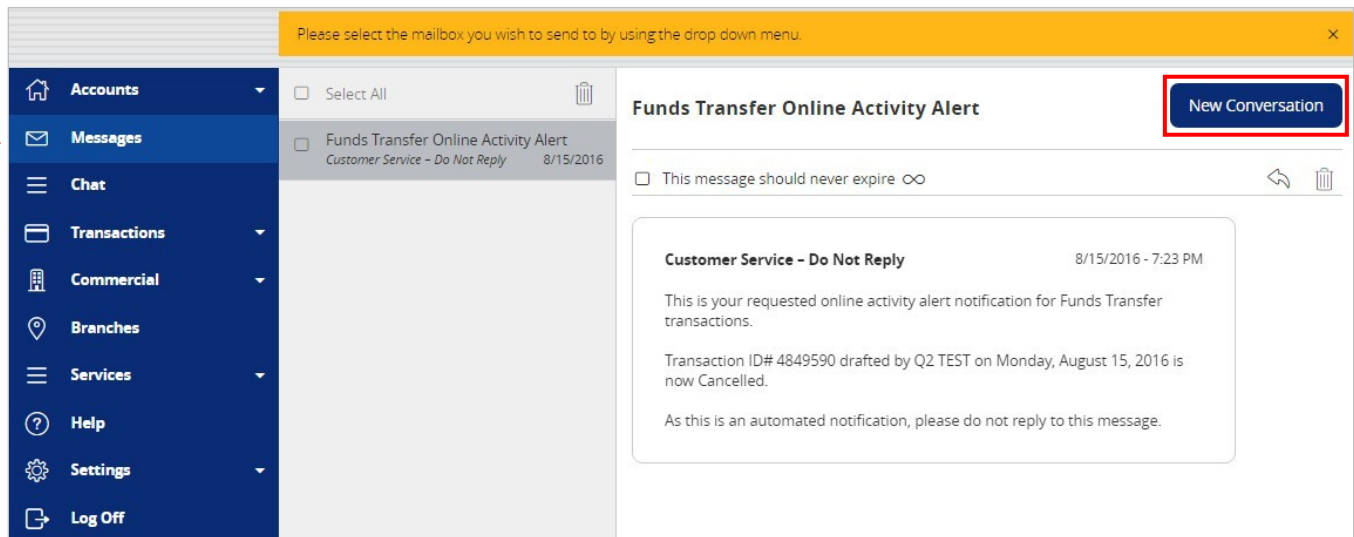 Please select the mailbox you wish to send to by using the drop down menu.
Accounts
Messages
Chat
Transactions
Commercial
Branches
Services
Help
Settings
Log Off
Select All
Funds Transfer Online Activity Alert
Customer Service – Do Not Reply 8/15/2016
Funds Transfer Online Activity Alert
New Conversation
This message should never expire
Customer Service – Do Not Reply 8/15/2016 - 7:23 PM
This is your requested online activity alert notification for Funds Transfer
transactions.
Transaction ID# 4849590 drafted by Q2 TEST on Monday, August 15, 2016 is
now Cancelled.
As this is an automated notification, please do not reply to this message.